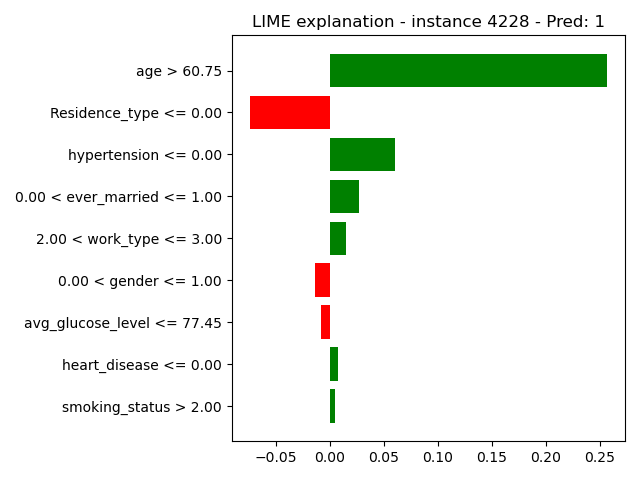 LIME explanation - instance 4228 - Pred: 1
age > 60.75
Residence_type <= 0.00
hypertension <= 0.00
0.00 < ever_married <= 1.00
2.00 < work_type <= 3.00
0.00 < gender <= 1.00
avg_glucose_level <= 77.45
heart_disease <= 0.00
smoking_status > 2.00
−0.05 0.00 0.05 0.10 0.15 0.20 0.25